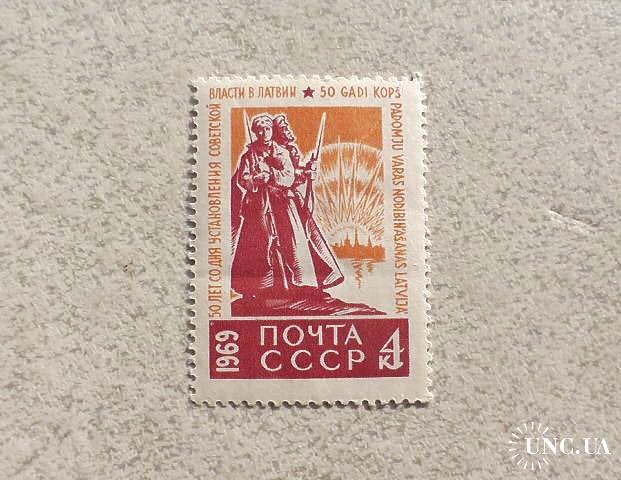 50 ЛЕТ СО ДНЯ УСТАНОВЛЕНИЯ СОВЕТСКОЙ
ВЛАСТИ В ЛАТВИИ ★ 50 GADI KOPŠ
PADOMJU VARAS NODIBINĀŠANAS LATVIJĀ
1969
ПОЧТА
СССР
4
К
UNC.UA